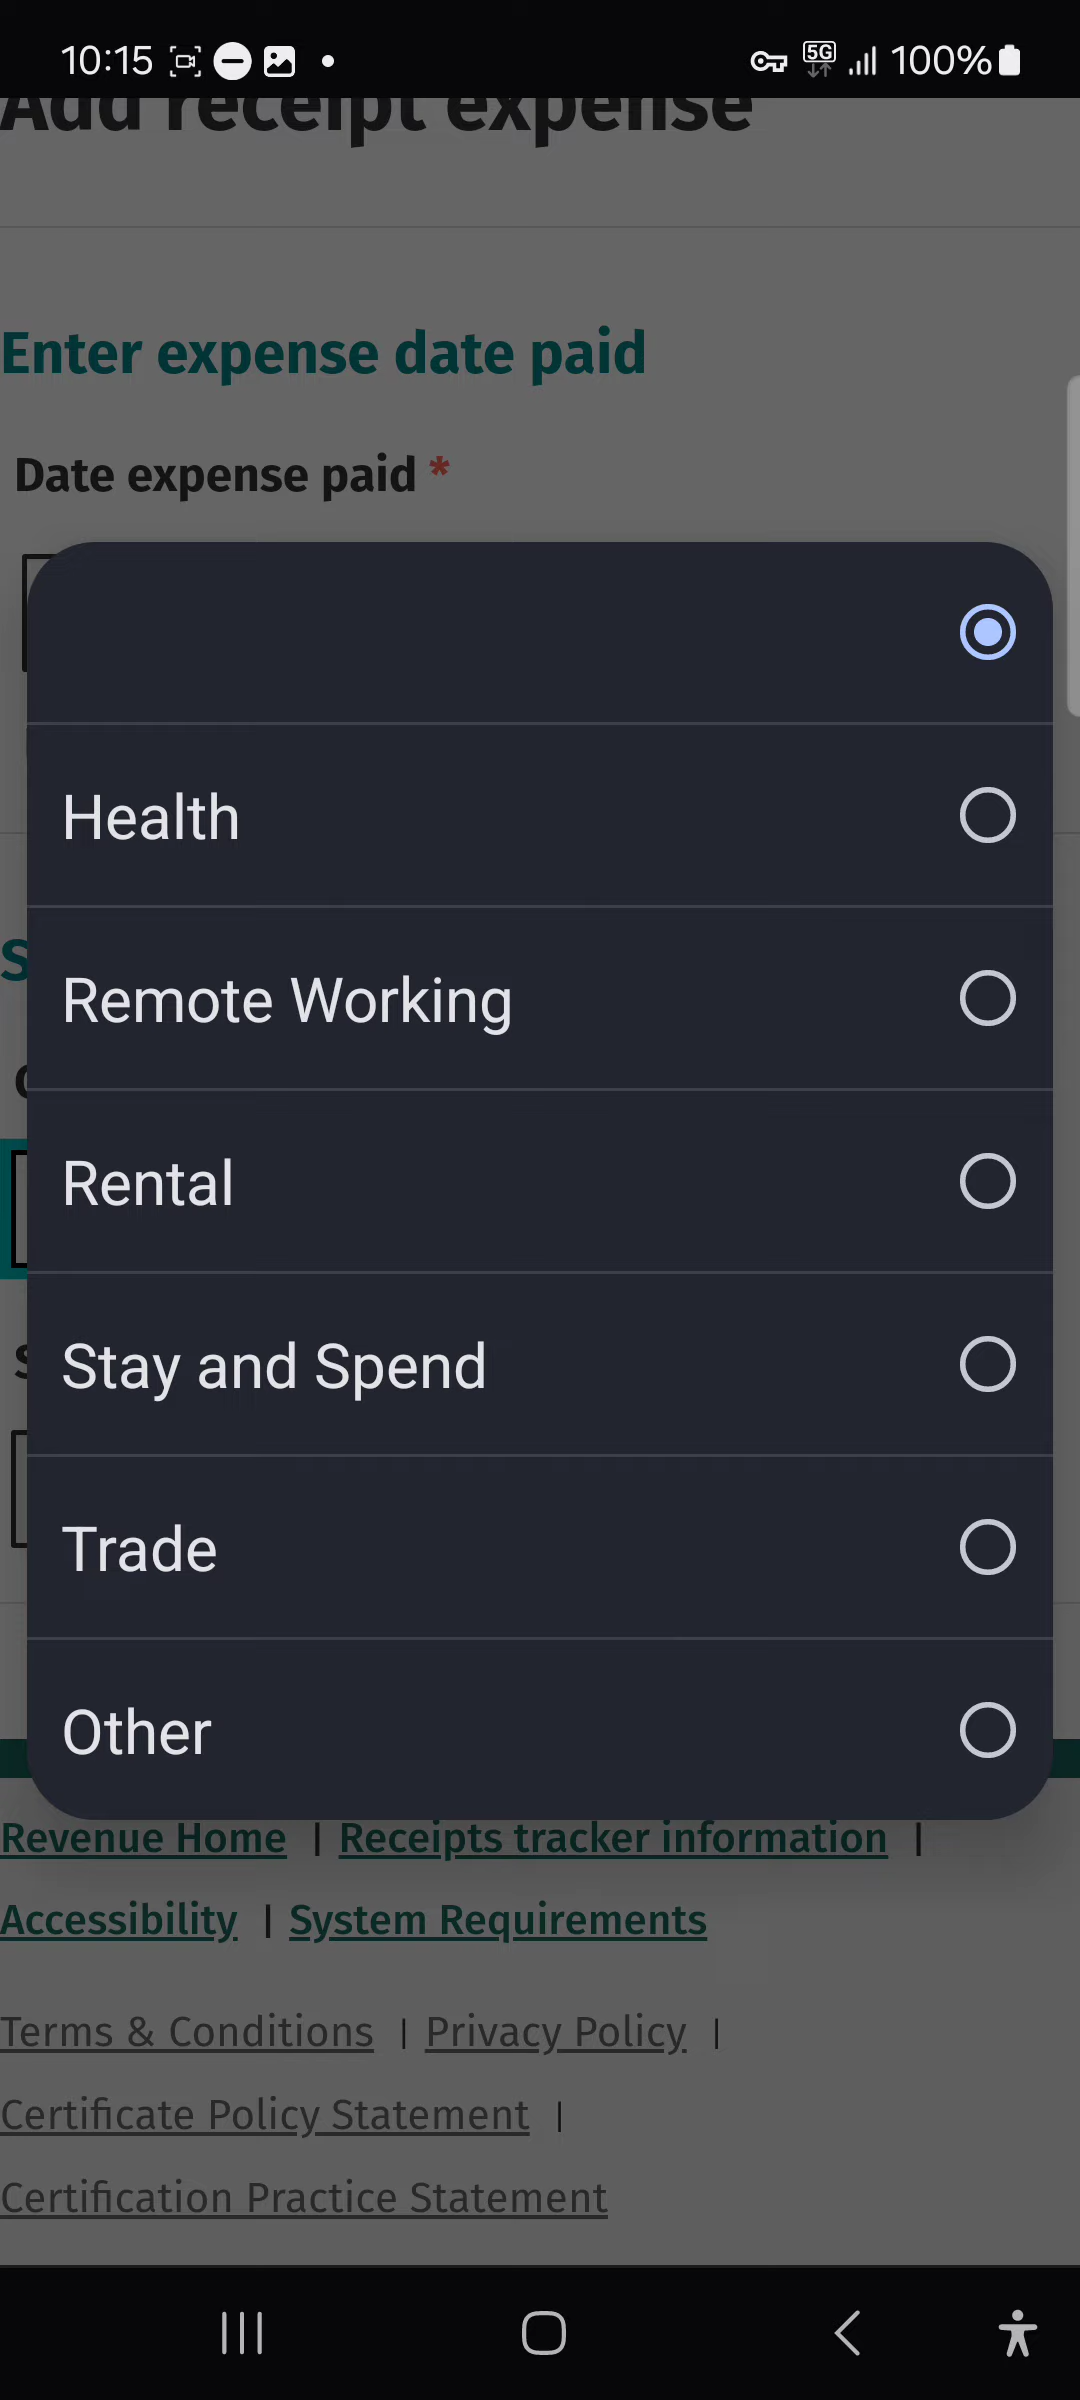 10:15
5G
100%
Add receipt expense
Enter expense date paid
Date expense paid *
Health
Remote Working
Rental
Stay and Spend
Trade
Other
Revenue Home | Receipts tracker information |
Accessibility | System Requirements
Terms & Conditions | Privacy Policy |
Certificate Policy Statement |
Certification Practice Statement